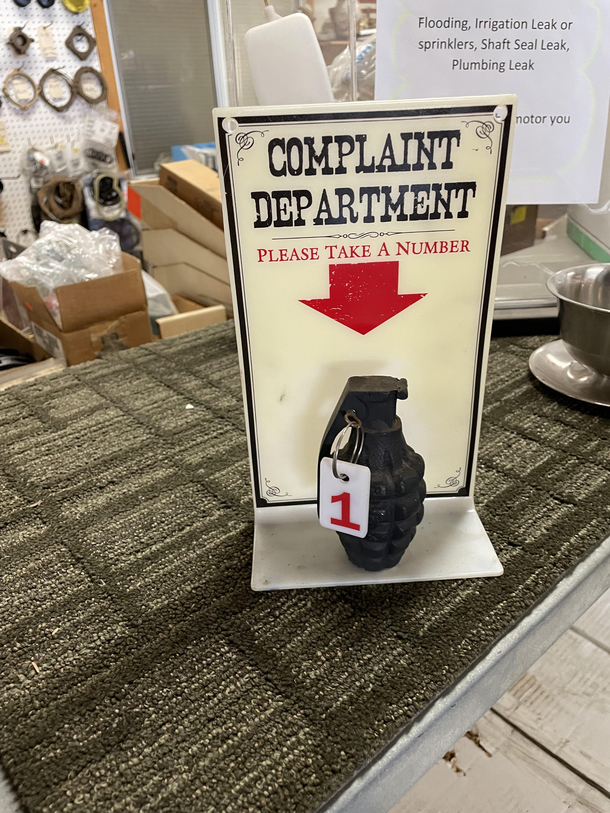 Flooding, Irrigation Leak or
sprinklers, Shaft Seal Leak,
Plumbing Leak
motor you
COMPLAINT
DEPARTMENT
PLEASE TAKE A NUMBER
1